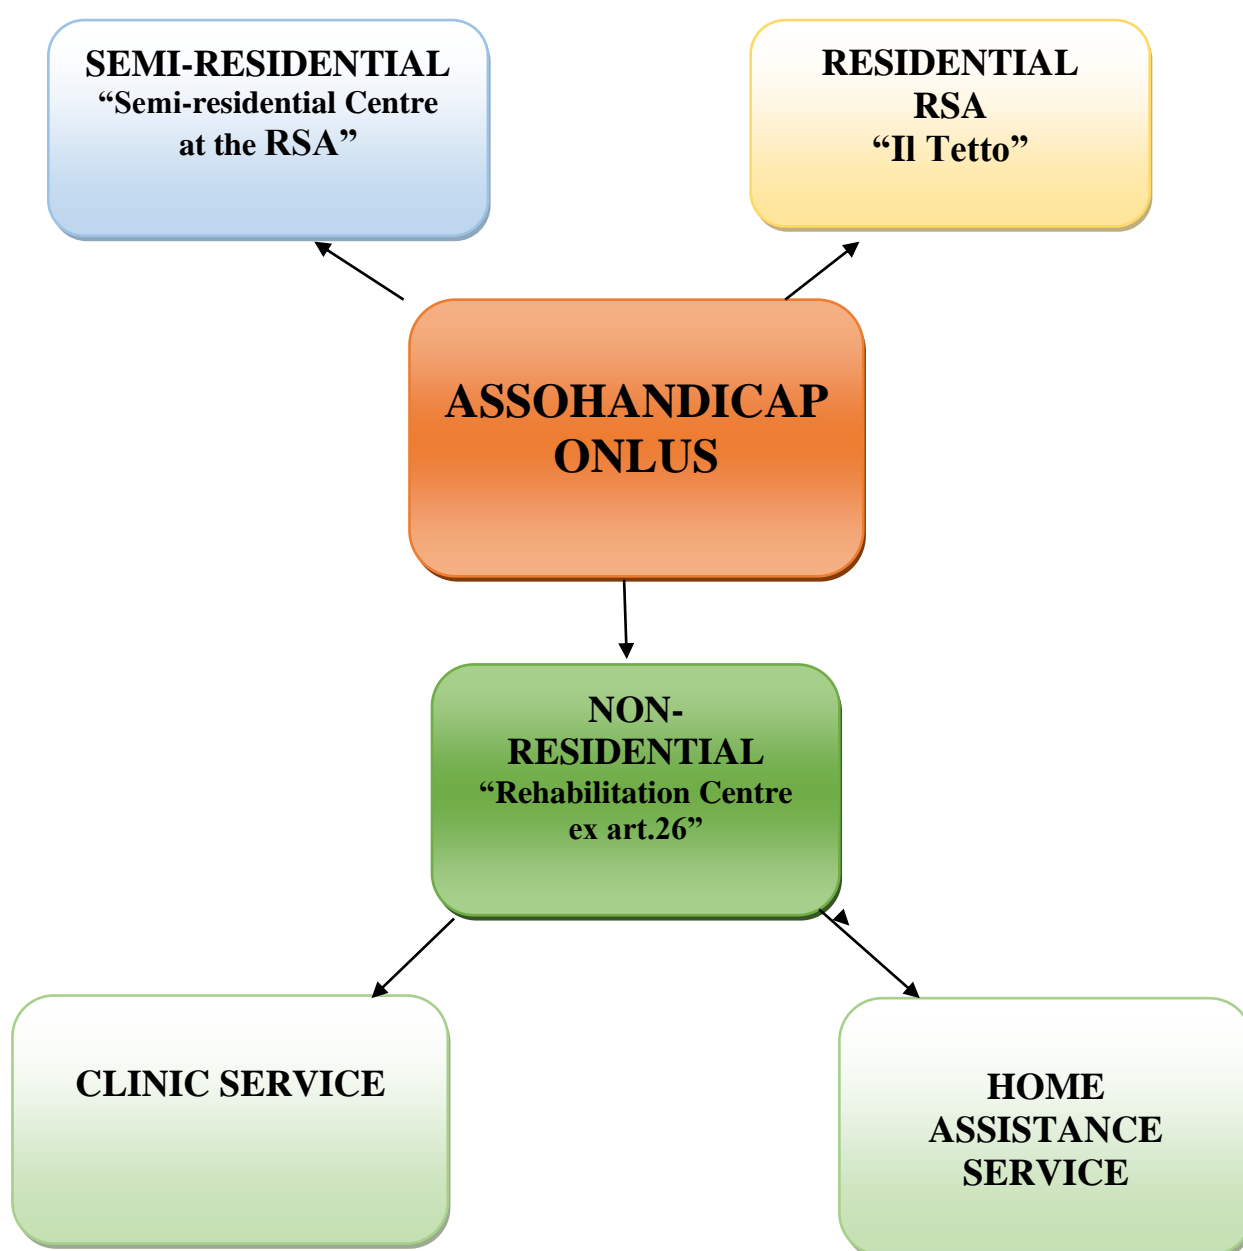 SEMI-RESIDENTIAL
“Semi-residential Centre
at the RSA”
RESIDENTIAL
RSA
“Il Tetto”
ASSOHANDICAP
ONLUS
NON-
RESIDENTIAL
“Rehabilitation Centre
ex art.26”
CLINIC SERVICE
HOME
ASSISTANCE
SERVICE